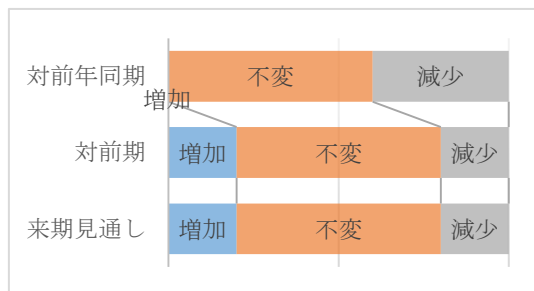 対前年同期 不変 減少
増加
対前期 増加 不変 減少
来期見通し 増加 不変 減少